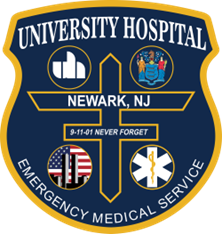 UNIVERSITY HOSPITAL
NEWARK, NJ
9-11-01 NEVER FORGET
EMERGENCY MEDICAL SERVICE